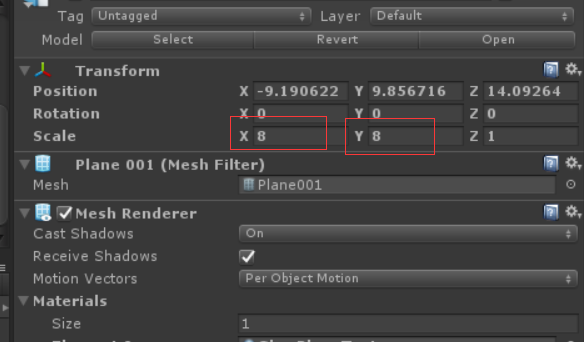 Tag Untagged Layer Default
Model Select Revert Open
Transform
Position X -9.190622 Y 9.856716 Z 14.09264
Rotation X 0 Y 0 Z 0
Scale X 8 Y 8 Z 1
Plane 001 (Mesh Filter)
Mesh Plane001
Mesh Renderer
Cast Shadows On
Receive Shadows
Motion Vectors Per Object Motion
Materials
Size 1